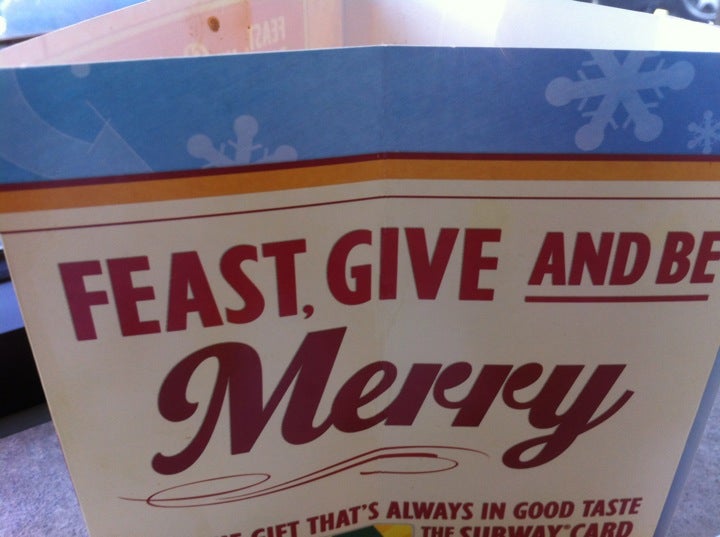 FEAST, GIVE AND BE
Merry
GIFT THAT'S ALWAYS IN GOOD TASTE
THE SUBWAY® CARD